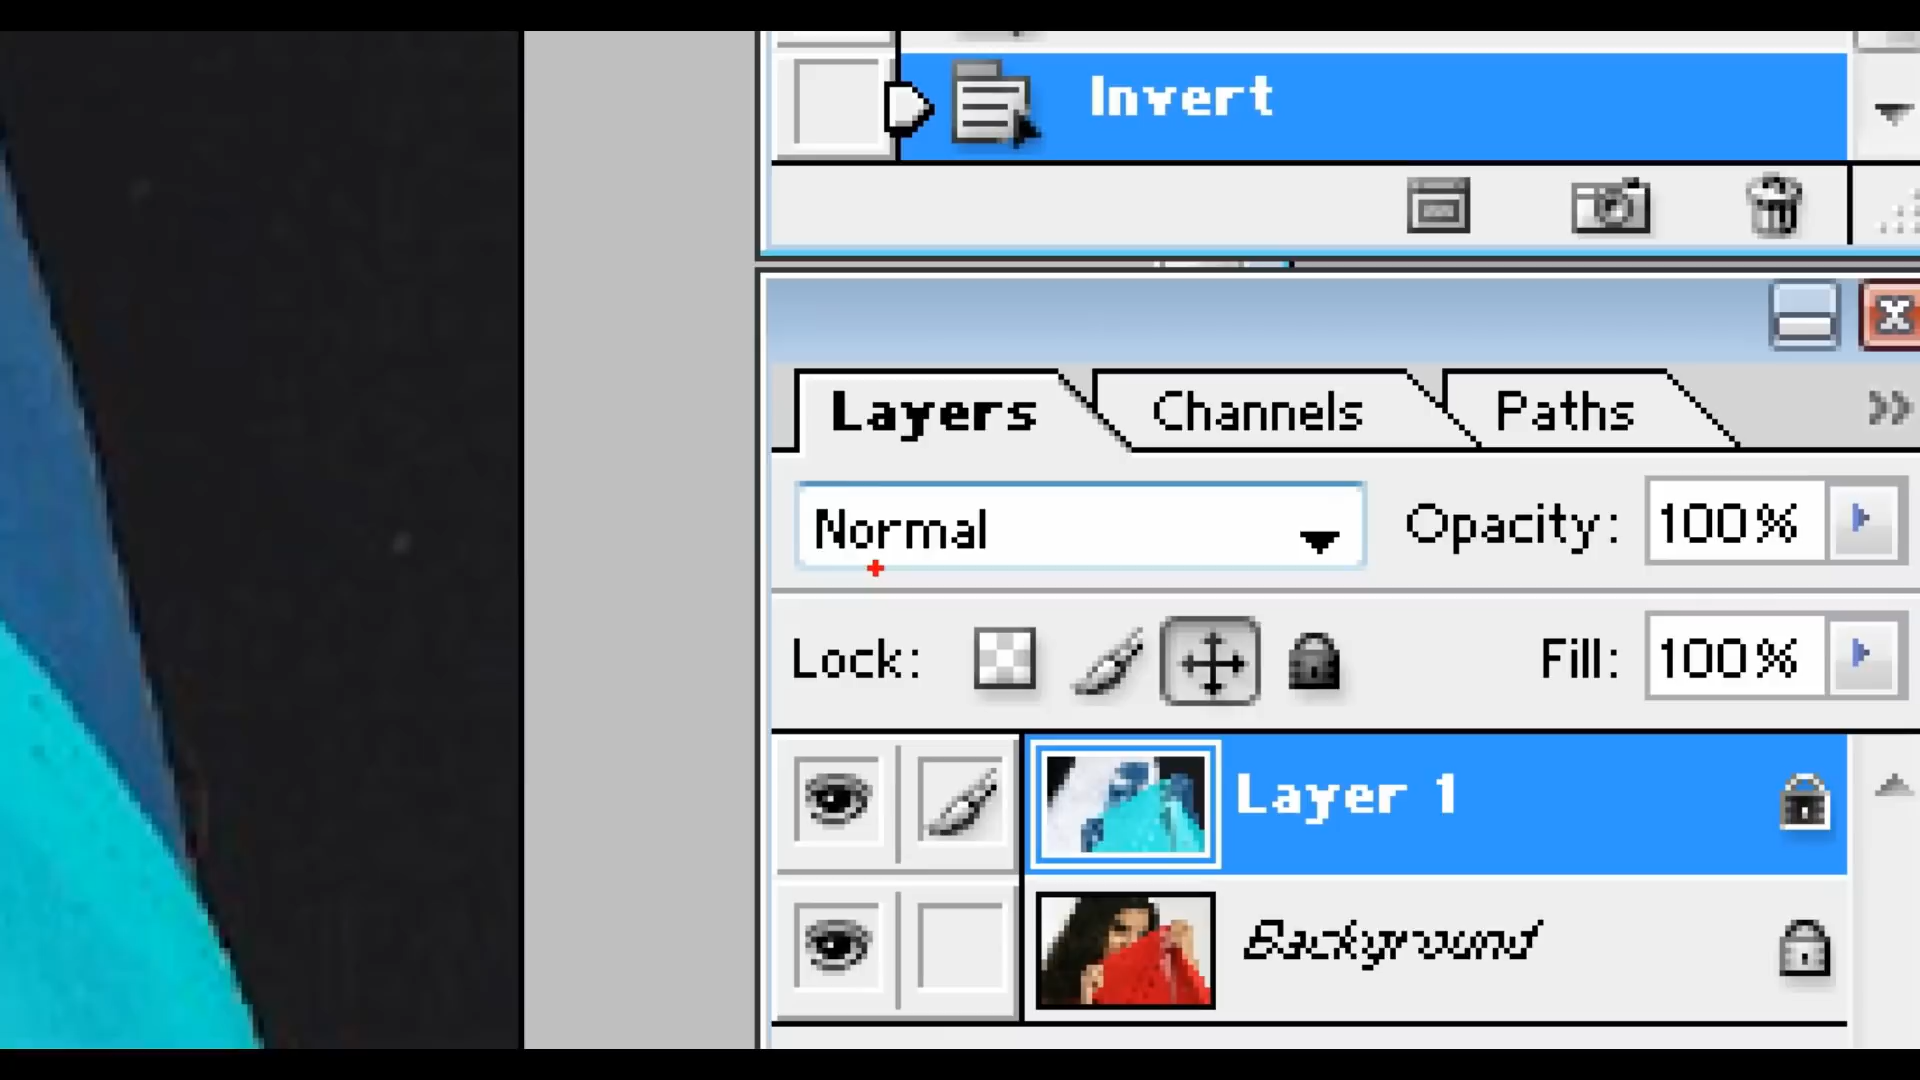 Invert
Layers Channels Paths
Normal Opacity: 100%
Lock: Fill: 100%
Layer 1
Background